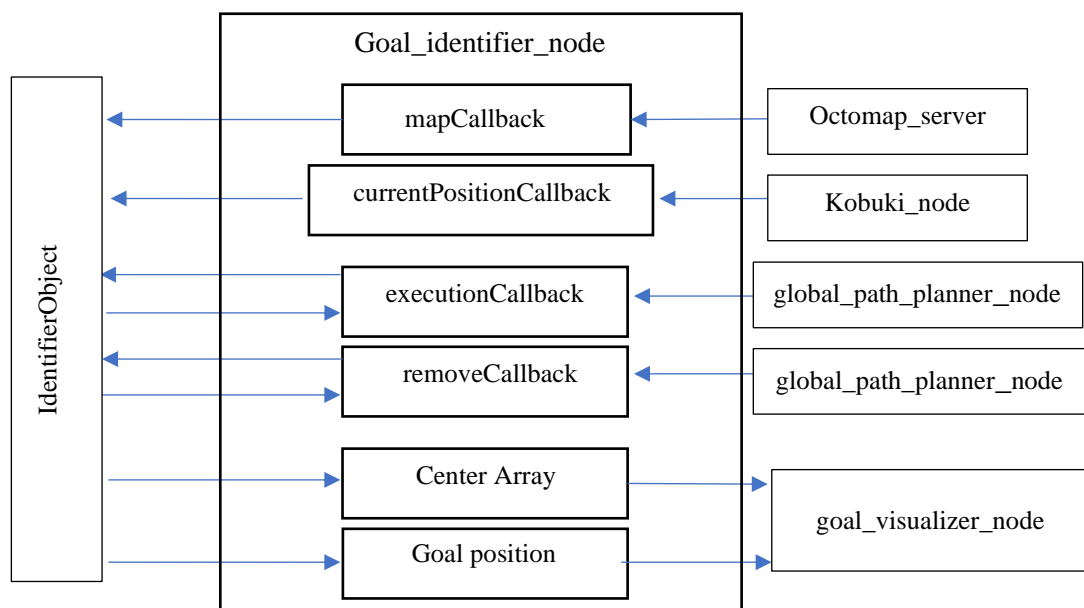 Goal_identifier_node
IdentifierObject
mapCallback
Octomap_server
currentPositionCallback
Kobuki_node
executionCallback
global_path_planner_node
removeCallback
global_path_planner_node
Center Array
goal_visualizer_node
Goal position